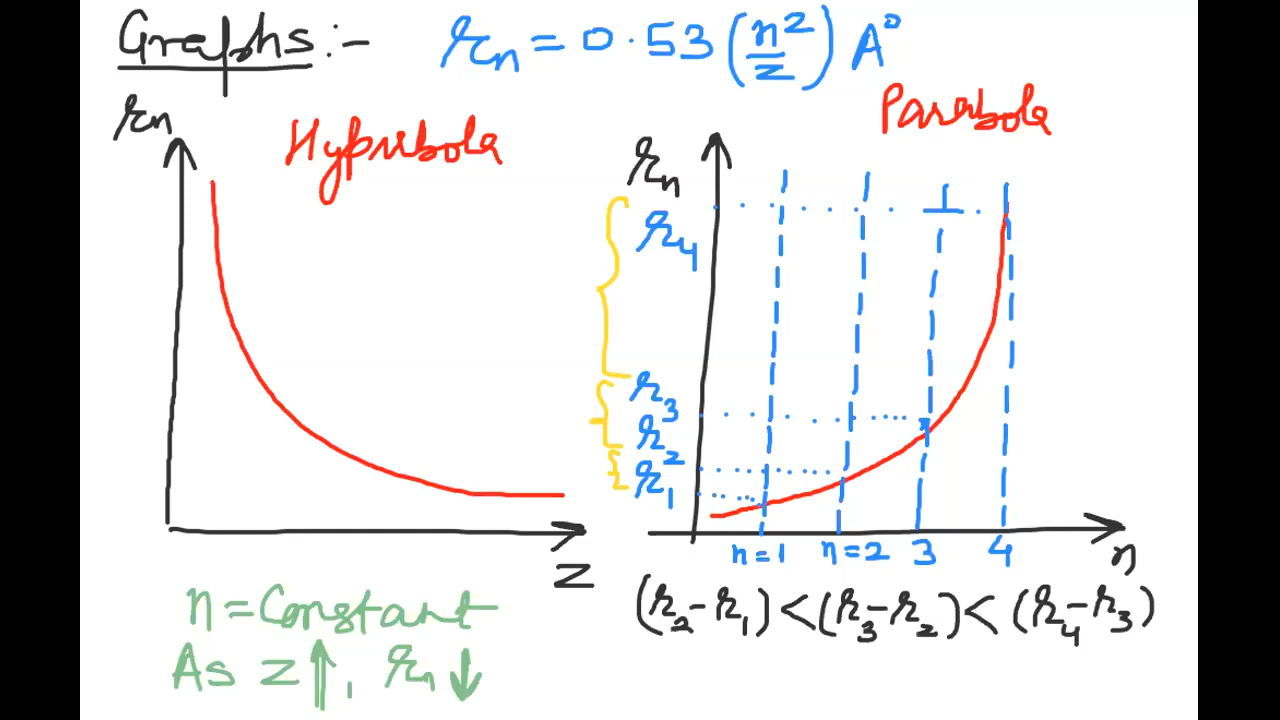 Graphs :- rn = 0.53 (n²/z) A°
rn
Hyperbola
Z
n = Constant
As Z ↑, rn ↓
Parabola
rn
r4
r3
r2
r1
n=1 n=2 3 4 n
(r2-r1) < (r3-r2) < (r4-r3)